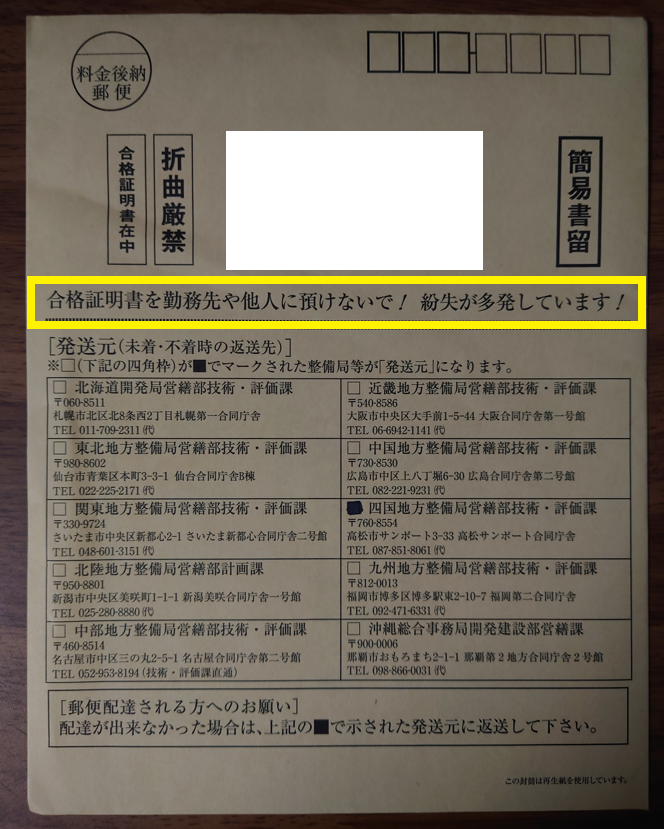 料金後納
郵便
合格証明書在中
折曲厳禁
簡易書留
合格証明書を勤務先や他人に預けないで！ 紛失が多発しています！
［発送元（未着・不着時の返送先）］
※□（下記の四角枠）が■でマークされた整備局等が「発送元」になります。
□ 北海道開発局営繕部技術・評価課
〒060-8511
札幌市北区北8条西2丁目札幌第一合同庁舎
TEL 011-709-2311㈹
□ 東北地方整備局営繕部技術・評価課
〒980-8602
仙台市青葉区本町3-3-1 仙台合同庁舎B棟
TEL 022-225-2171㈹
□ 関東地方整備局営繕部技術・評価課
〒330-9724
さいたま市中央区新都心2-1 さいたま新都心合同庁舎二号館
TEL 048-601-3151㈹
□ 北陸地方整備局営繕部計画課
〒950-8801
新潟市中央区美咲町1-1-1 新潟美咲合同庁舎一号館
TEL 025-280-8880㈹
□ 中部地方整備局営繕部技術・評価課
〒460-8514
名古屋市中区三の丸2-5-1 名古屋合同庁舎第二号館
TEL 052-953-8194（技術・評価課直通）
□ 近畿地方整備局営繕部技術・評価課
〒540-8586
大阪市中央区大手前1-5-44 大阪合同庁舎第一号館
TEL 06-6942-1141㈹
□ 中国地方整備局営繕部技術・評価課
〒730-8530
広島市中区上八丁堀6-30 広島合同庁舎第二号館
TEL 082-221-9231㈹
■ 四国地方整備局営繕部技術・評価課
〒760-8554
高松市サンポート3-33 高松サンポート合同庁舎
TEL 087-851-8061㈹
□ 九州地方整備局営繕部技術・評価課
〒812-0013
福岡市博多区博多駅東2-10-7 福岡第二合同庁舎
TEL 092-471-6331㈹
□ 沖縄総合事務局開発建設部営繕課
〒900-0006
那覇市おもろまち2-1-1 那覇第2地方合同庁舎2号館
TEL 098-866-0031㈹
［郵便配達される方へのお願い］
配達が出来なかった場合は、上記の■で示された発送元に返送して下さい。
この封筒は再生紙を使用しています。